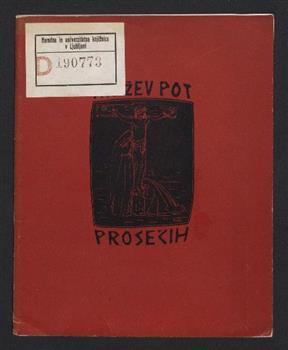 Narodna in univerzitetna knjižnica
v Ljubljani
D 190773
ŽEV POT
PROSEČIH